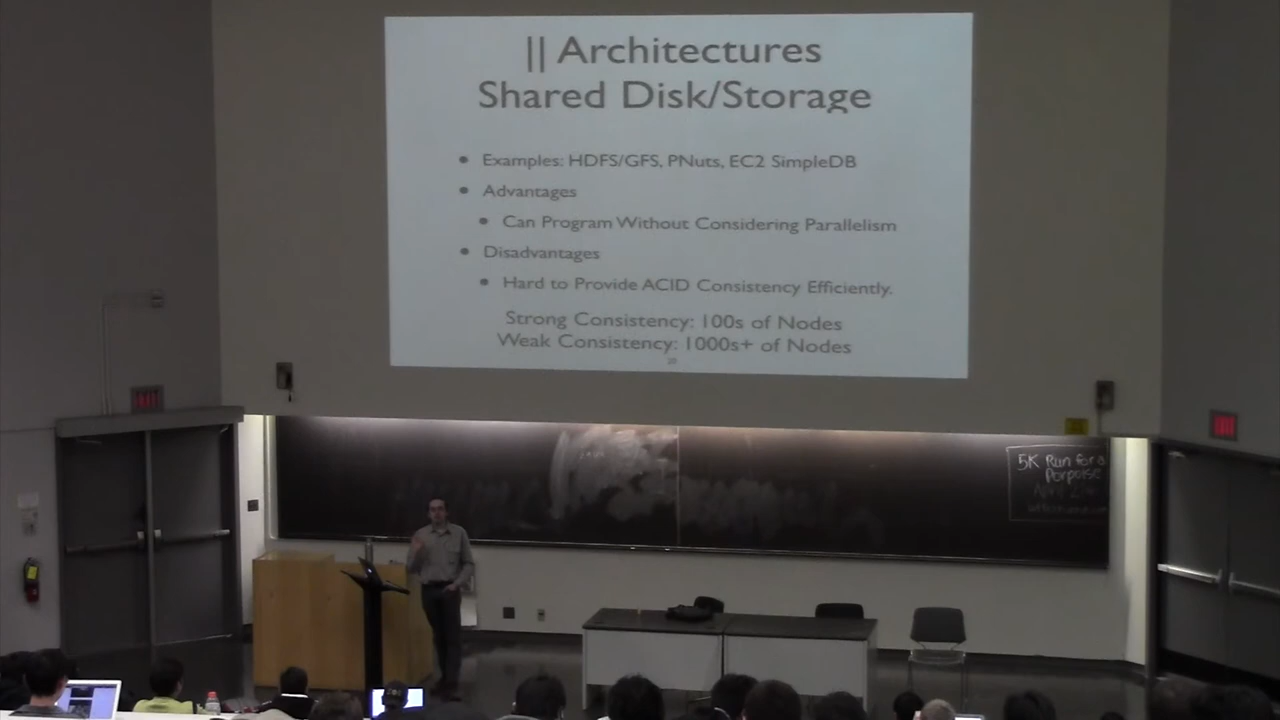 || Architectures
Shared Disk/Storage
• Examples: HDFS/GFS, PNuts, EC2 SimpleDB
• Advantages
• Can Program Without Considering Parallelism
• Disadvantages
• Hard to Provide ACID Consistency Efficiently.
Strong Consistency: 100s of Nodes
Weak Consistency: 1000s+ of Nodes
5K Run for a
Porpoise